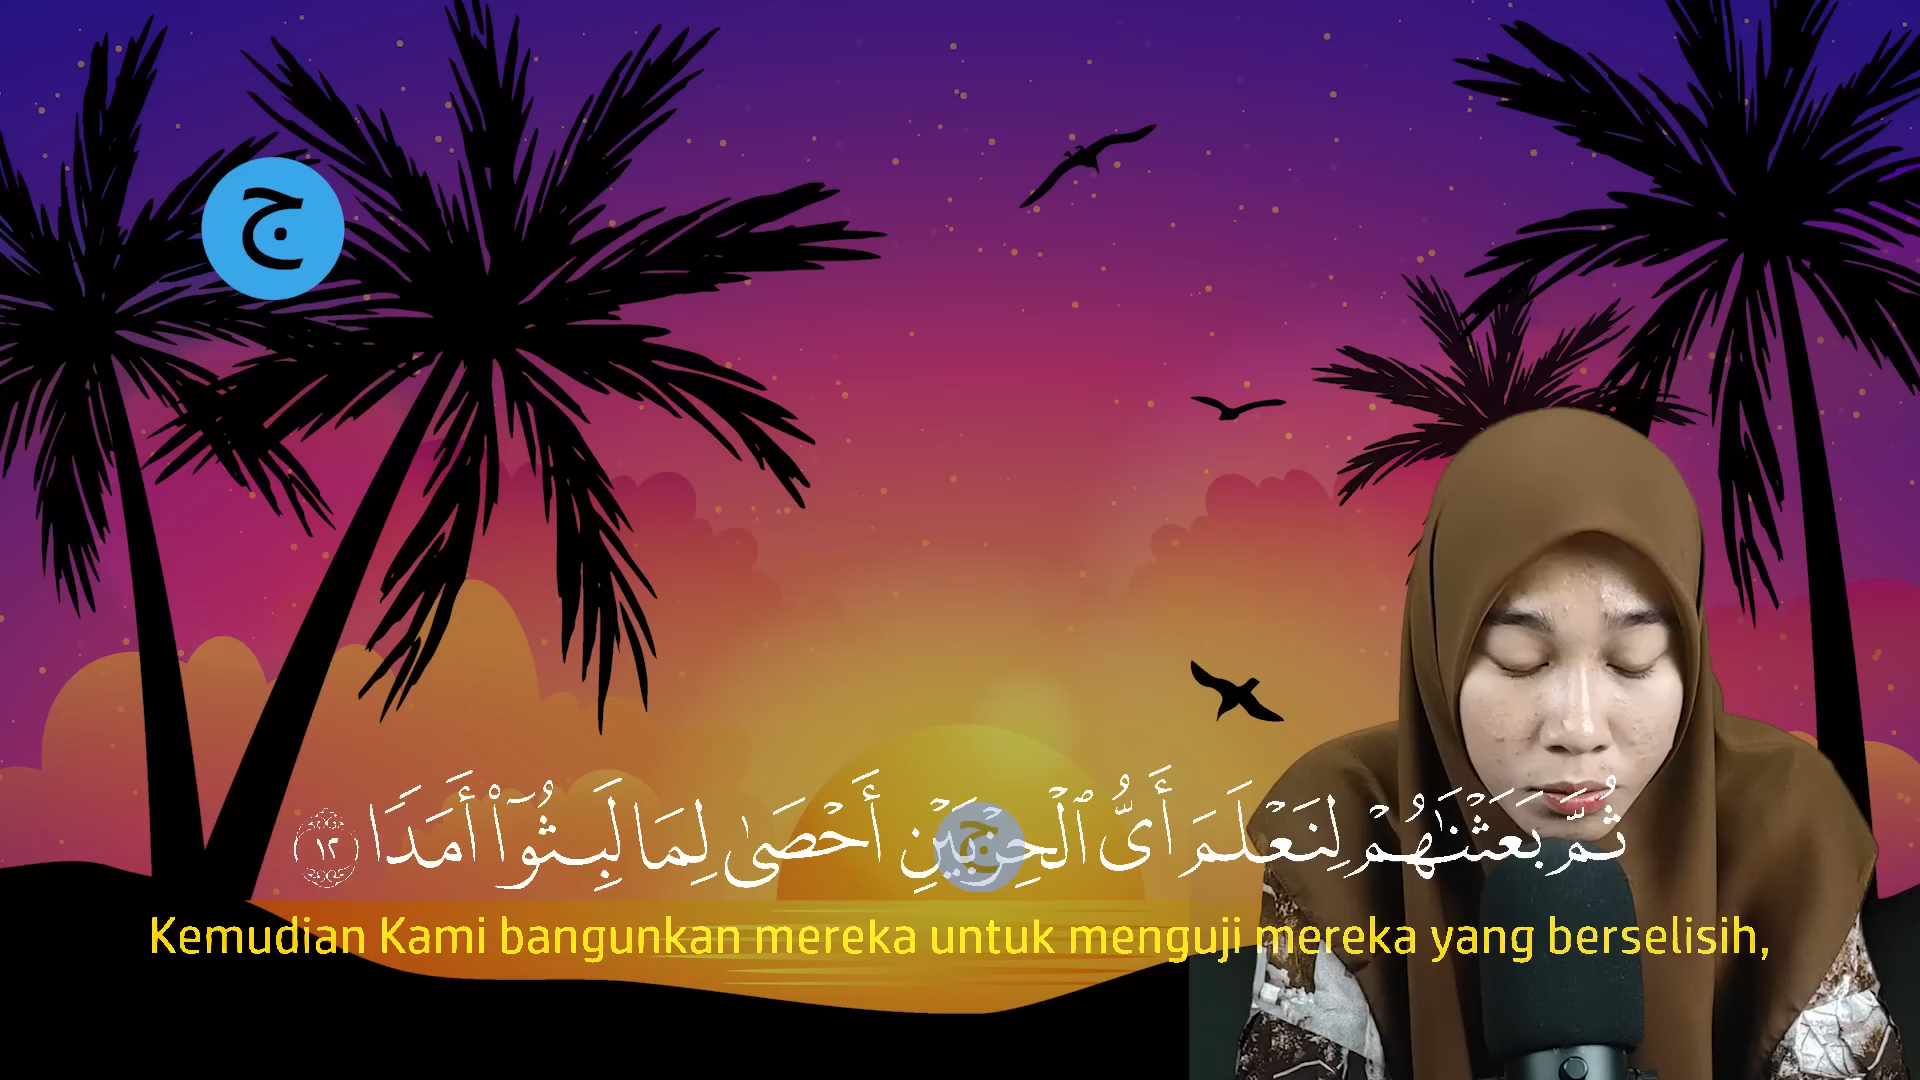 ج
ثُمَّ بَعَثْنَٰهُمْ لِنَعْلَمَ أَىُّ ٱلْحِزْبَيْنِ أَحْصَىٰ لِمَا لَبِثُوٓا۟ أَمَدًا ١٢
ج
Kemudian Kami bangunkan mereka untuk menguji mereka yang berselisih,